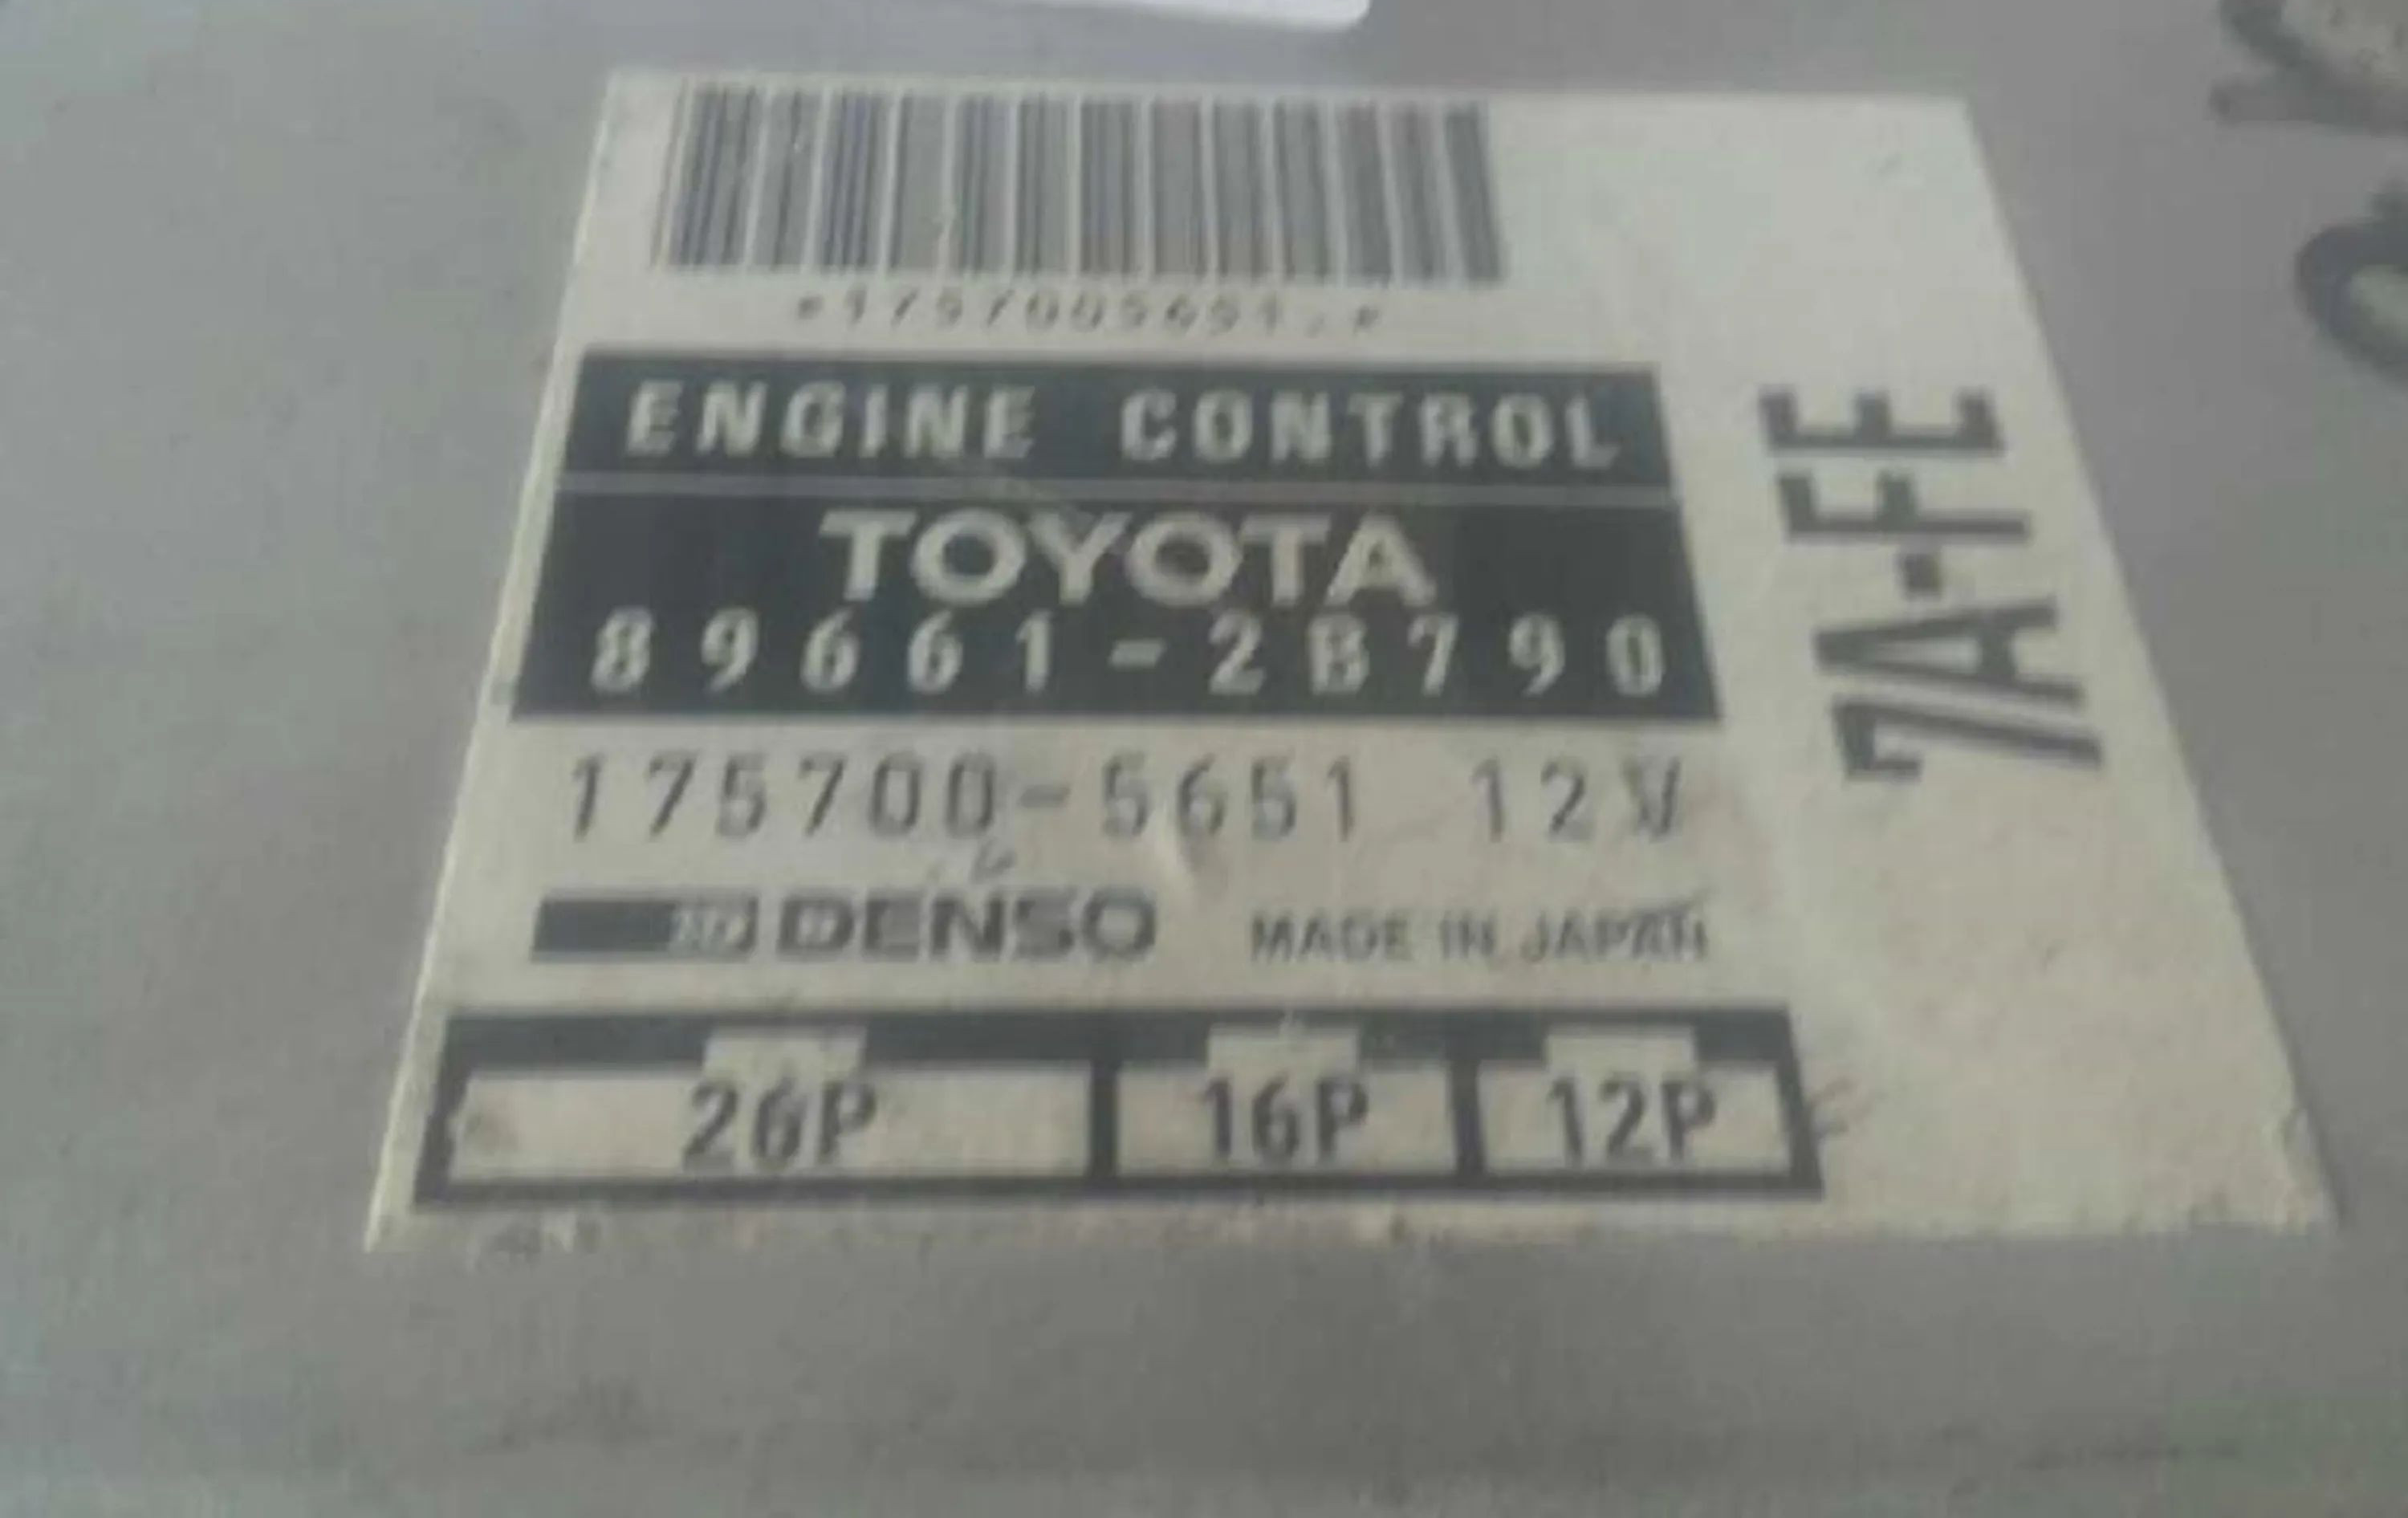 *1757005651.*
ENGINE CONTROL
TOYOTA
89661-2B790
175700-5651 12V
DENSO MADE IN JAPAN
26P 16P 12P
7A-FE